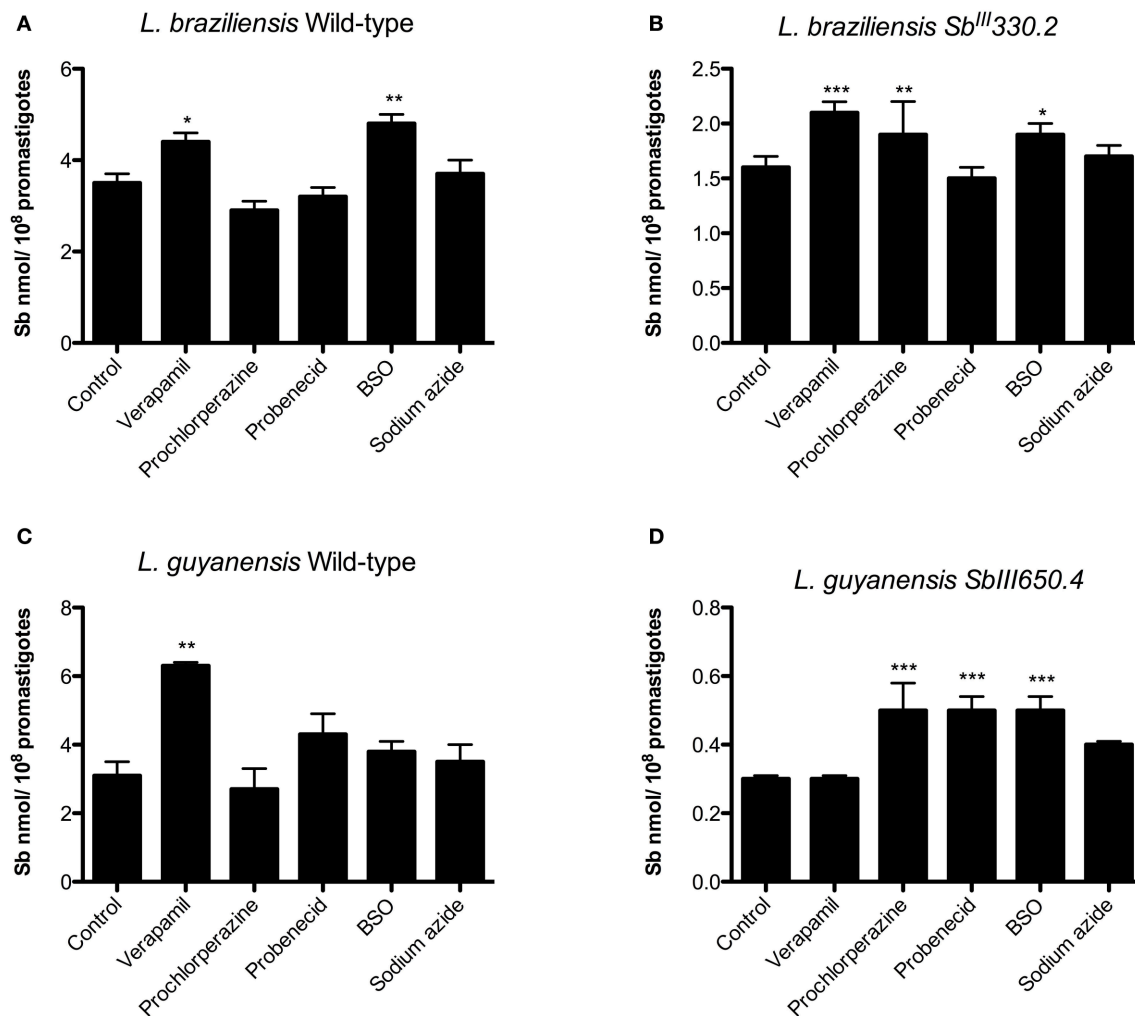 A
L. braziliensis Wild-type
Sb nmol/ 10⁸ promastigotes
6
4
2
0
*
**
Control
Verapamil
Prochlorperazine
Probenecid
BSO
Sodium azide
B
L. braziliensis Sbᴵᴵᴵ330.2
Sb nmol/ 10⁸ promastigotes
2.5
2.0
1.5
1.0
0.5
0.0
***
**
*
Control
Verapamil
Prochlorperazine
Probenecid
BSO
Sodium azide
C
L. guyanensis Wild-type
Sb nmol/ 10⁸ promastigotes
8
6
4
2
0
**
Control
Verapamil
Prochlorperazine
Probenecid
BSO
Sodium azide
D
L. guyanensis SbIII650.4
Sb nmol/ 10⁸ promastigotes
0.8
0.6
0.4
0.2
0.0
***
***
***
Control
Verapamil
Prochlorperazine
Probenecid
BSO
Sodium azide